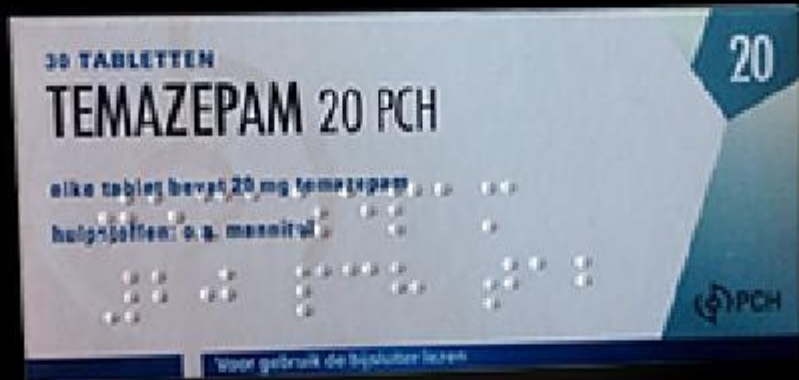 30 TABLETTEN
20
TEMAZEPAM 20 PCH
elke tablet bevat 20 mg temazepam
hulpstoffen: o.a. mannitol
PCH
Voor gebruik de bijsluiter lezen